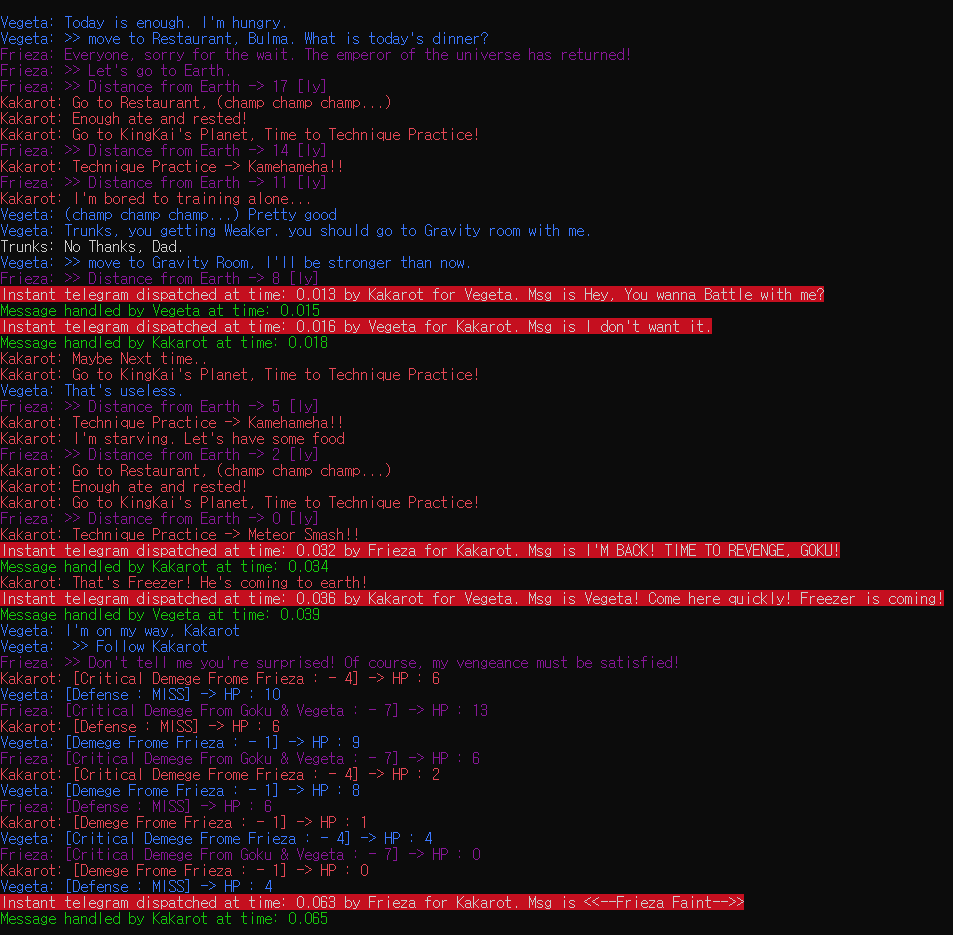 Vegeta: Today is enough. I'm hungry.
Vegeta: >> move to Restaurant, Bulma. What is today's dinner?
Frieza: Everyone, sorry for the wait. The emperor of the universe has returned!
Frieza: >> Let's go to Earth.
Frieza: >> Distance from Earth -> 17 [ly]
Kakarot: Go to Restaurant, (champ champ champ...)
Kakarot: Enough ate and rested!
Kakarot: Go to KingKai's Planet, Time to Technique Practice!
Frieza: >> Distance from Earth -> 14 [ly]
Kakarot: Technique Practice -> Kamehameha!!
Frieza: >> Distance from Earth -> 11 [ly]
Kakarot: I'm bored to training alone...
Vegeta: (champ champ champ...) Pretty good
Vegeta: Trunks, you getting Weaker. you should go to Gravity room with me.
Trunks: No Thanks, Dad.
Vegeta: >> move to Gravity Room, I'll be stronger than now.
Frieza: >> Distance from Earth -> 8 [ly]
Instant telegram dispatched at time: 0.013 by Kakarot for Vegeta. Msg is Hey, You wanna Battle with me?
Message handled by Vegeta at time: 0.015
Instant telegram dispatched at time: 0.016 by Vegeta for Kakarot. Msg is I don't want it.
Message handled by Kakarot at time: 0.018
Kakarot: Maybe Next time..
Kakarot: Go to KingKai's Planet, Time to Technique Practice!
Vegeta: That's useless.
Frieza: >> Distance from Earth -> 5 [ly]
Kakarot: Technique Practice -> Kamehameha!!
Kakarot: I'm starving. Let's have some food
Frieza: >> Distance from Earth -> 2 [ly]
Kakarot: Go to Restaurant, (champ champ champ...)
Kakarot: Enough ate and rested!
Kakarot: Go to KingKai's Planet, Time to Technique Practice!
Frieza: >> Distance from Earth -> 0 [ly]
Kakarot: Technique Practice -> Meteor Smash!!
Instant telegram dispatched at time: 0.032 by Frieza for Kakarot. Msg is I'M BACK! TIME TO REVENGE, GOKU!
Message handled by Kakarot at time: 0.034
Kakarot: That's Freezer! He's coming to earth!
Instant telegram dispatched at time: 0.036 by Kakarot for Vegeta. Msg is Vegeta! Come here quickly! Freezer is coming!
Message handled by Vegeta at time: 0.039
Vegeta: I'm on my way, Kakarot
Vegeta:  >> Follow Kakarot
Frieza: >> Don't tell me you're surprised! Of course, my vengeance must be satisfied!
Kakarot: [Critical Demege Frome Frieza : - 4] -> HP : 6
Vegeta: [Defense : MISS] -> HP : 10
Frieza: [Critical Demege From Goku & Vegeta : - 7] -> HP : 13
Kakarot: [Defense : MISS] -> HP : 6
Vegeta: [Demege Frome Frieza : - 1] -> HP : 9
Frieza: [Critical Demege From Goku & Vegeta : - 7] -> HP : 6
Kakarot: [Critical Demege Frome Frieza : - 4] -> HP : 2
Vegeta: [Demege Frome Frieza : - 1] -> HP : 8
Frieza: [Defense : MISS] -> HP : 6
Kakarot: [Demege Frome Frieza : - 1] -> HP : 1
Vegeta: [Critical Demege Frome Frieza : - 4] -> HP : 4
Frieza: [Critical Demege From Goku & Vegeta : - 7] -> HP : 0
Kakarot: [Demege Frome Frieza : - 1] -> HP : 0
Vegeta: [Defense : MISS] -> HP : 4
Instant telegram dispatched at time: 0.063 by Frieza for Kakarot. Msg is <<--Frieza Faint-->>
Message handled by Kakarot at time: 0.065